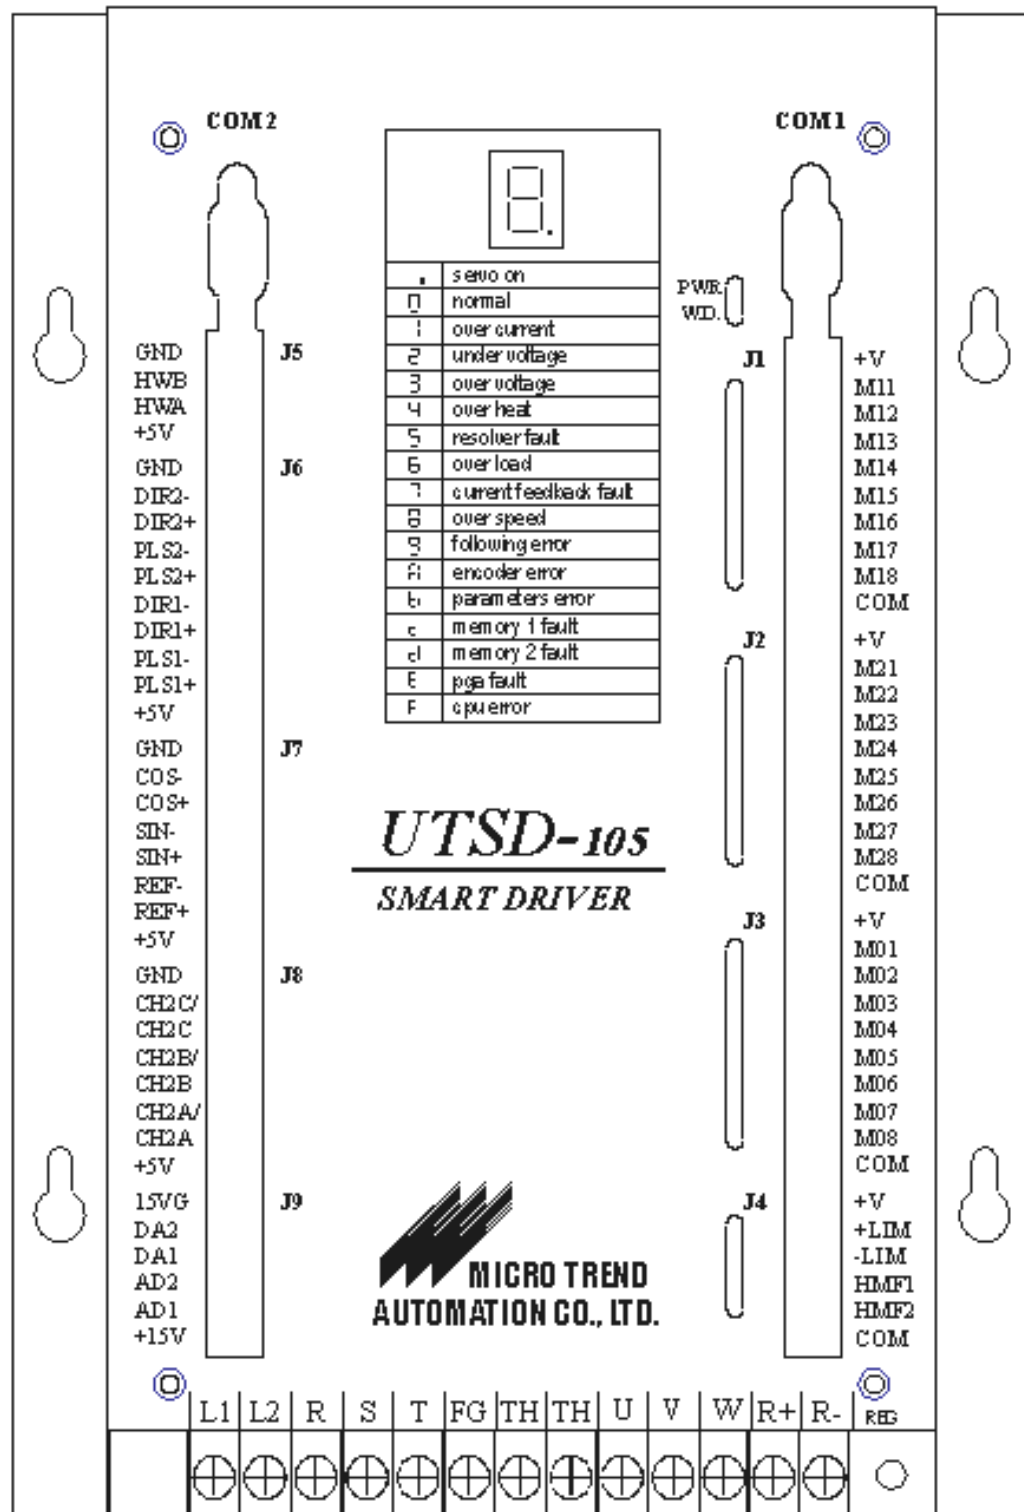 COM2
COM1
8.
. servo on
0 normal
1 over current
2 under voltage
3 over voltage
4 over heat
5 resolver fault
6 over load
7 current feedback fault
8 over speed
9 following error
A encoder error
b parameters error
c memory 1 fault
d memory 2 fault
E pga fault
F cpu error
PWR
WD.
J5
GND
HWB
HWA
+5V
J6
GND
DIR2-
DIR2+
PLS2-
PLS2+
DIR1-
DIR1+
PLS1-
PLS1+
+5V
J7
GND
COS-
COS+
SIN-
SIN+
REF-
REF+
+5V
J8
GND
CH2C/
CH2C
CH2B/
CH2B
CH2A/
CH2A
+5V
J9
15VG
DA2
DA1
AD2
AD1
+15V
UTSD-105
SMART DRIVER
MICRO TREND
AUTOMATION CO., LTD.
J1
+V
M11
M12
M13
M14
M15
M16
M17
M18
COM
J2
+V
M21
M22
M23
M24
M25
M26
M27
M28
COM
J3
+V
M01
M02
M03
M04
M05
M06
M07
M08
COM
J4
+V
+LIM
-LIM
HMF1
HMF2
COM
L1 L2 R S T FG TH TH U V W R+ R- REG